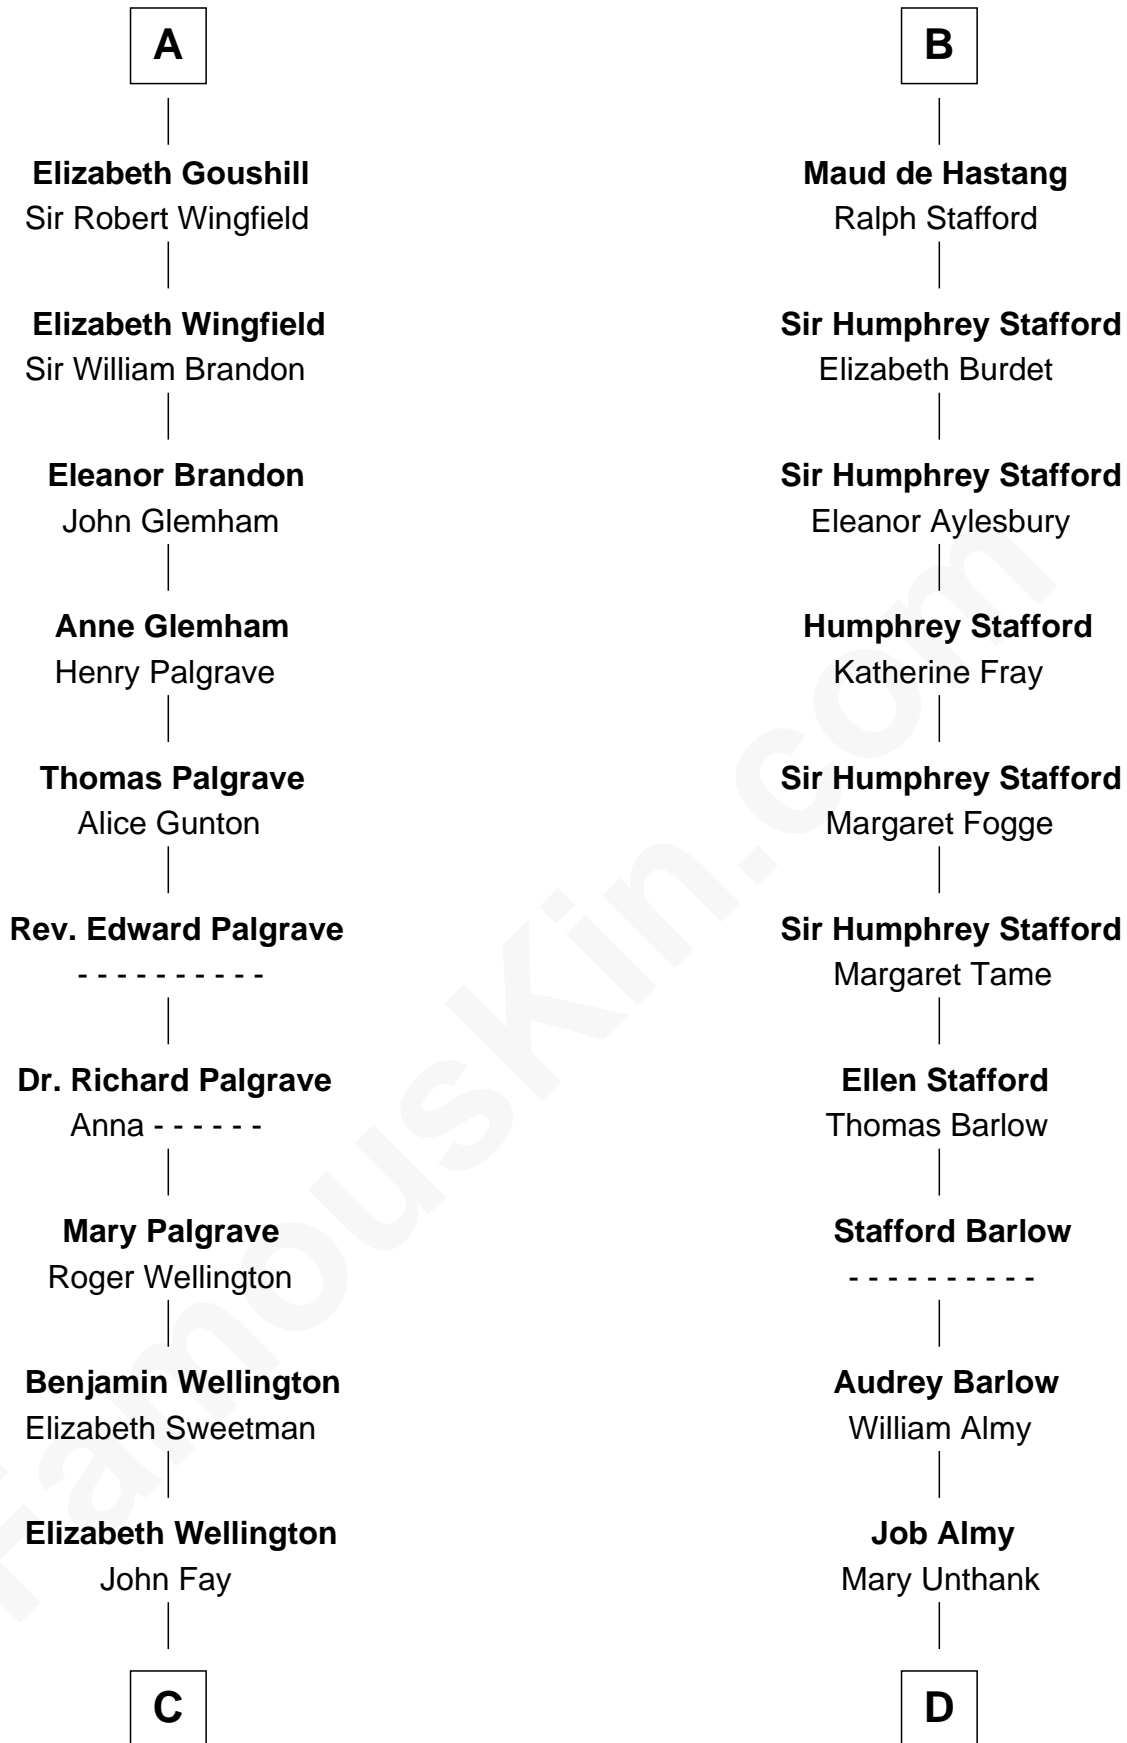 A
Elizabeth Goushill
Sir Robert Wingfield
Elizabeth Wingfield
Sir William Brandon
Eleanor Brandon
John Glemham
Anne Glemham
Henry Palgrave
Thomas Palgrave
Alice Gunton
Rev. Edward Palgrave
- - - - - - - - - -
Dr. Richard Palgrave
Anna - - - - - -
Mary Palgrave
Roger Wellington
Benjamin Wellington
Elizabeth Sweetman
Elizabeth Wellington
John Fay
C
B
Maud de Hastang
Ralph Stafford
Sir Humphrey Stafford
Elizabeth Burdet
Sir Humphrey Stafford
Eleanor Aylesbury
Humphrey Stafford
Katherine Fray
Sir Humphrey Stafford
Margaret Fogge
Sir Humphrey Stafford
Margaret Tame
Ellen Stafford
Thomas Barlow
Stafford Barlow
- - - - - - - - - -
Audrey Barlow
William Almy
Job Almy
Mary Unthank
D
FamousKin.com